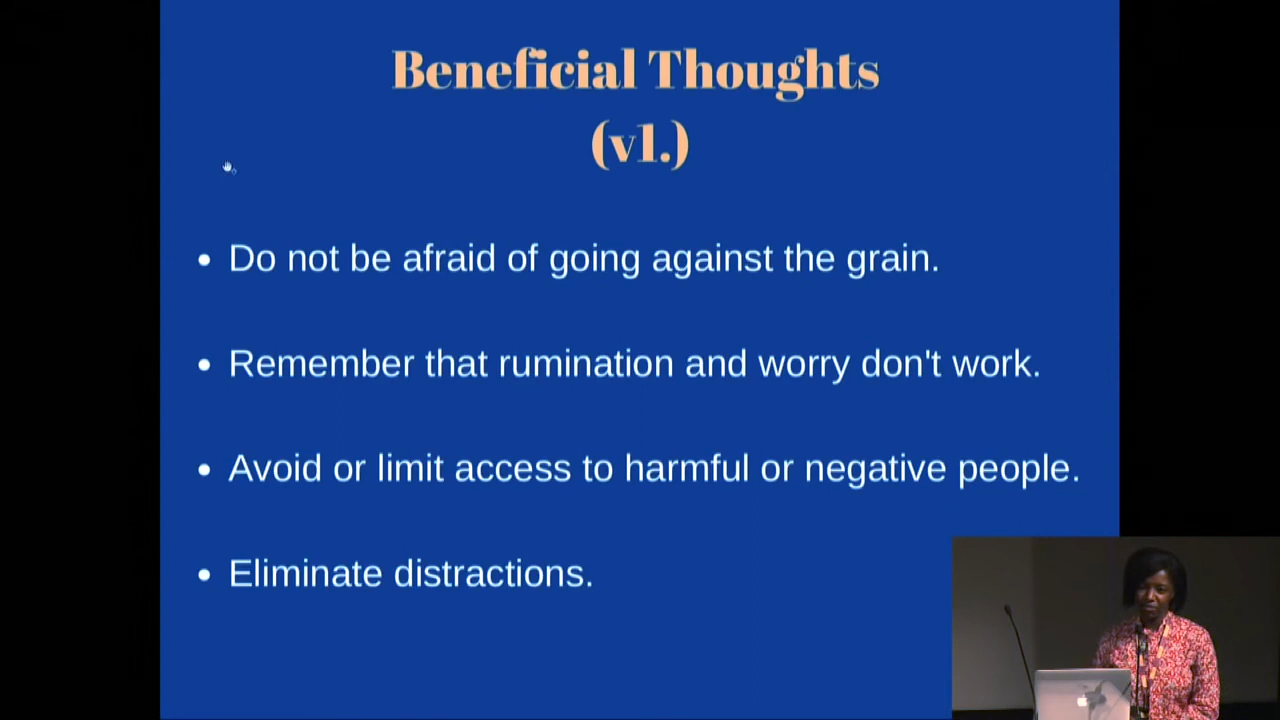 Beneficial Thoughts
(v1.)
• Do not be afraid of going against the grain.
• Remember that rumination and worry don't work.
• Avoid or limit access to harmful or negative people.
• Eliminate distractions.